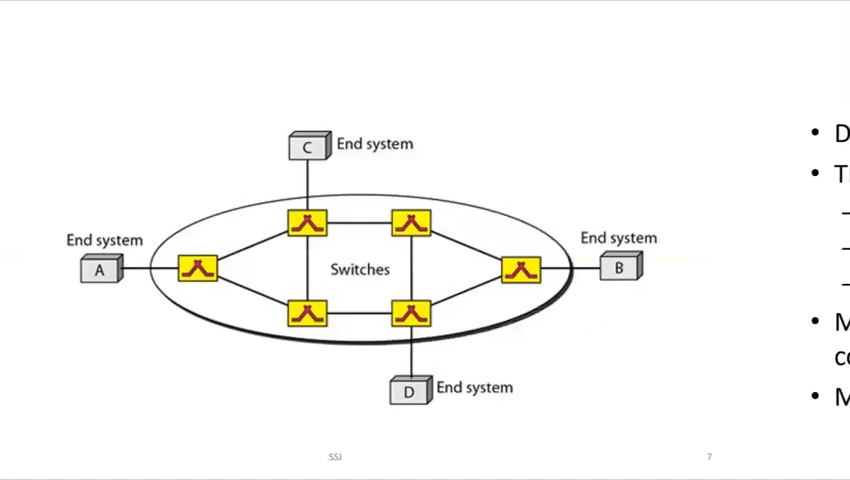 C
End system
End system
A
Switches
End system
B
D
End system
SSJ
7